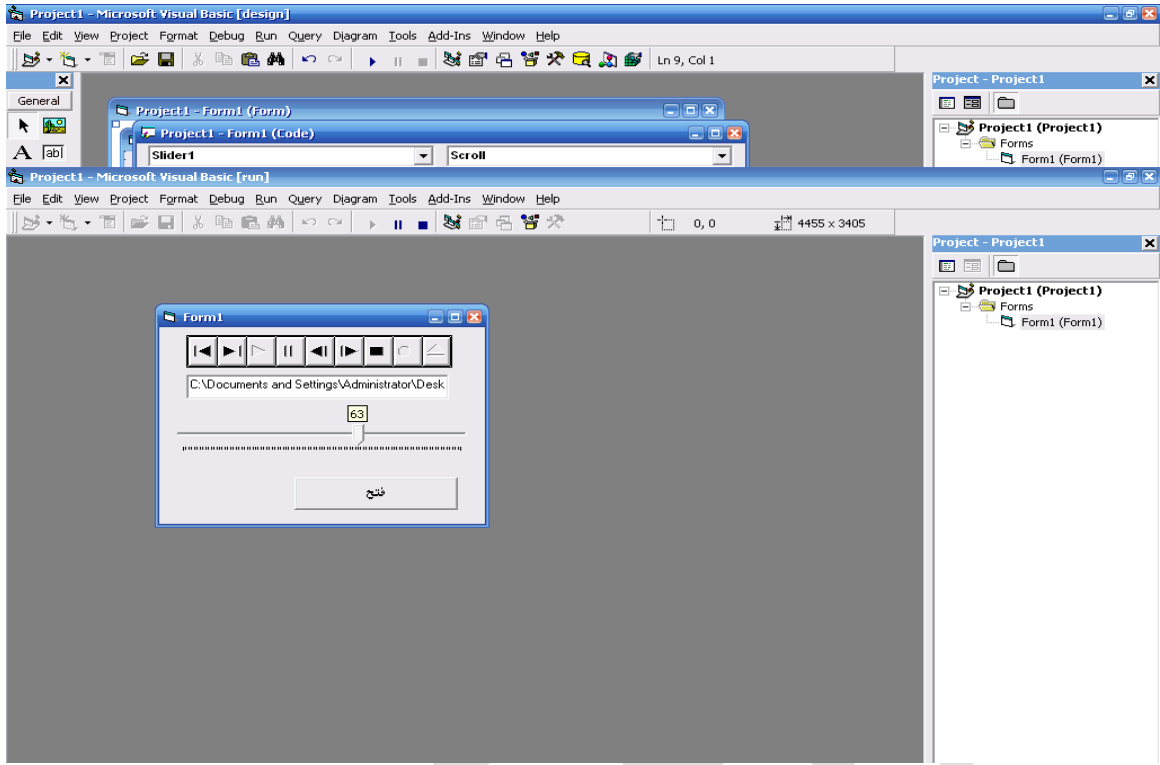 Project1 - Microsoft Visual Basic [design]
File Edit View Project Format Debug Run Query Diagram Tools Add-Ins Window Help
Ln 9, Col 1
General
Project - Project1
Project1 - Form1 (Form)
Project1 - Form1 (Code)
Project1 (Project1)
A ab
Slider1 Scroll
Forms
Form1 (Form1)
Project1 - Microsoft Visual Basic [run]
File Edit View Project Format Debug Run Query Diagram Tools Add-Ins Window Help
0, 0 4455 x 3405
Project - Project1
Project1 (Project1)
Forms
Form1 (Form1)
Form1
C:\Documents and Settings\Administrator\Desk
63
فتح